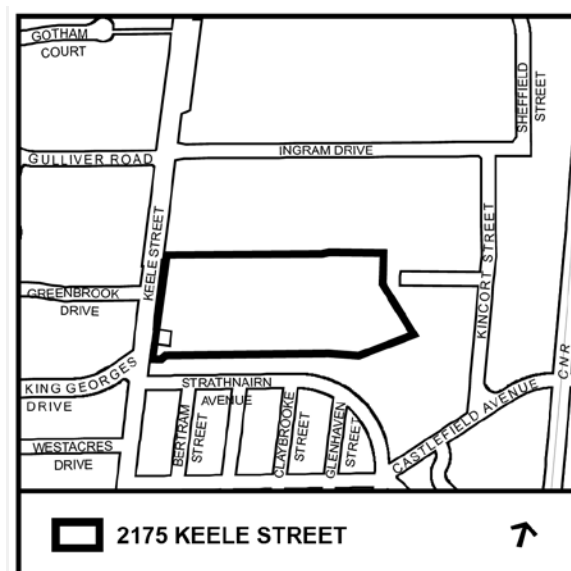 GOTHAM
COURT
SHEFFIELD
STREET
GULLIVER ROAD
INGRAM DRIVE
KEELE STREET
KINCORT STREET
GREENBROOK
DRIVE
CNR
KING GEORGES
DRIVE
STRATHNAIRN
AVENUE
CASTLEFIELD AVENUE
BERTRAM
STREET
CLAYBROOKE
STREET
GLENHAVEN
STREET
WESTACRES
DRIVE
2175 KEELE STREET